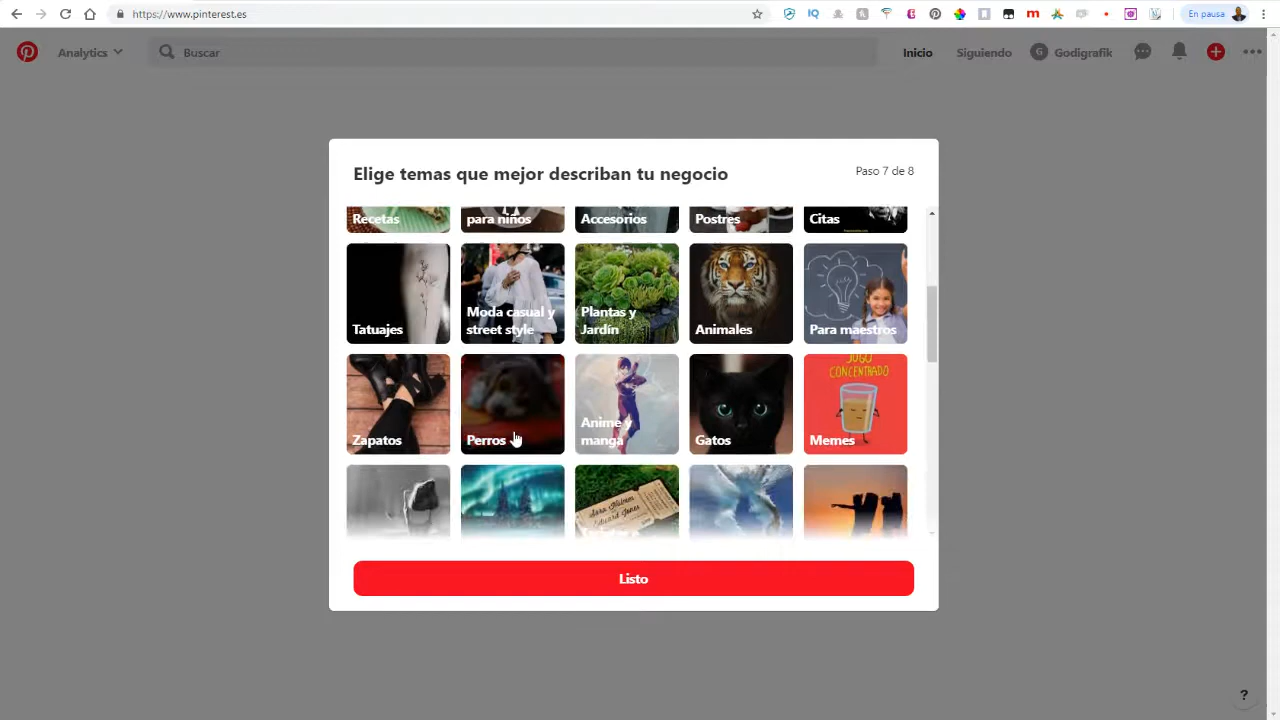 https://www.pinterest.es
IQ
En pausa
Analytics
Buscar
Inicio
Siguiendo
G
Godigrafik
Elige temas que mejor describan tu negocio
Paso 7 de 8
Recetas
para niños
Accesorios
Postres
Citas
Tatuajes
Moda casual y
street style
Plantas y
Jardín
Animales
Para maestros
Zapatos
Perros
Anime y
manga
Gatos
JUGO
CONCENTRADO
Memes
Listo
?